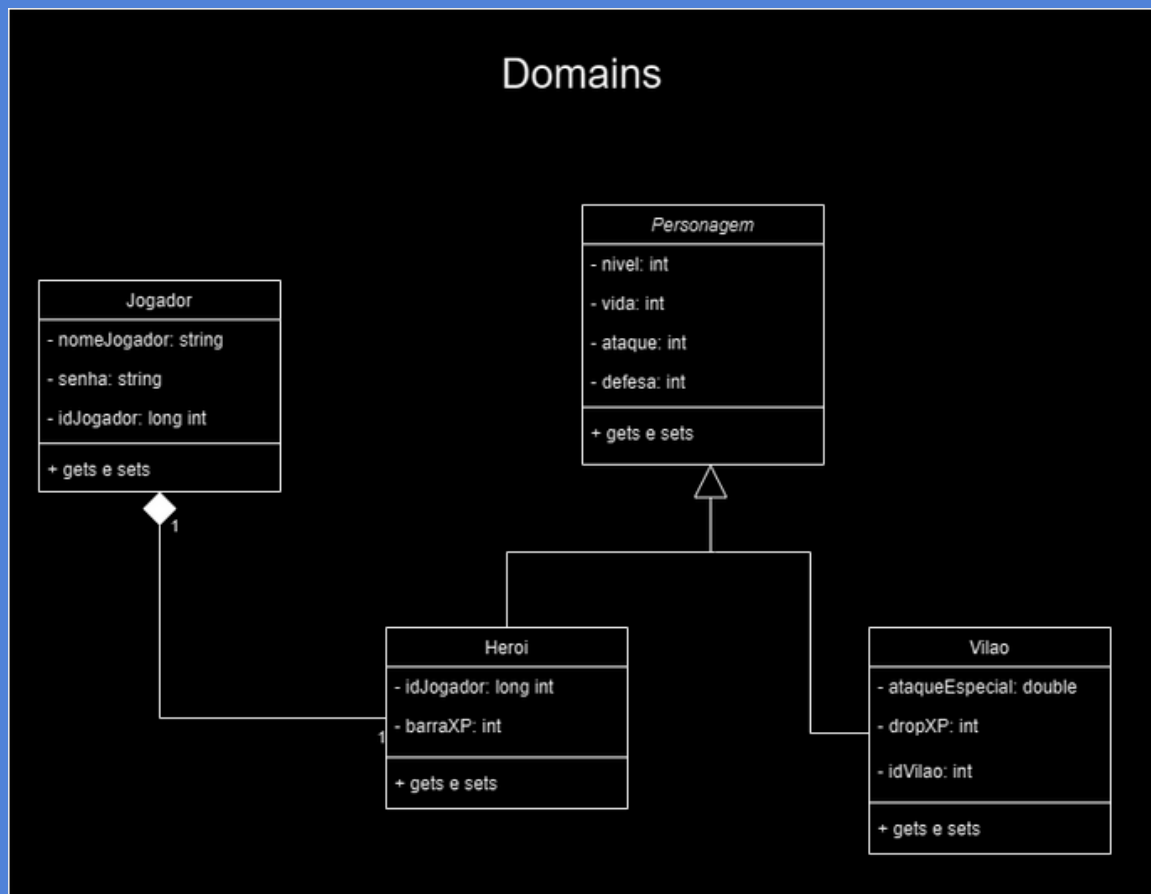 Domains
Personagem
- nivel: int
- vida: int
- ataque: int
- defesa: int
+ gets e sets
Jogador
- nomeJogador: string
- senha: string
- idJogador: long int
+ gets e sets
1
Heroi
- idJogador: long int
- barraXP: int
1
+ gets e sets
Vilao
- ataqueEspecial: double
- dropXP: int
- idVilao: int
+ gets e sets